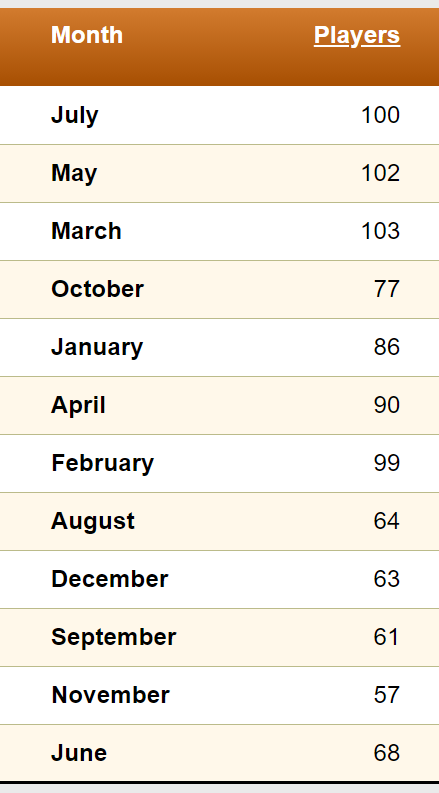 Month Players
July 100
May 102
March 103
October 77
January 86
April 90
February 99
August 64
December 63
September 61
November 57
June 68